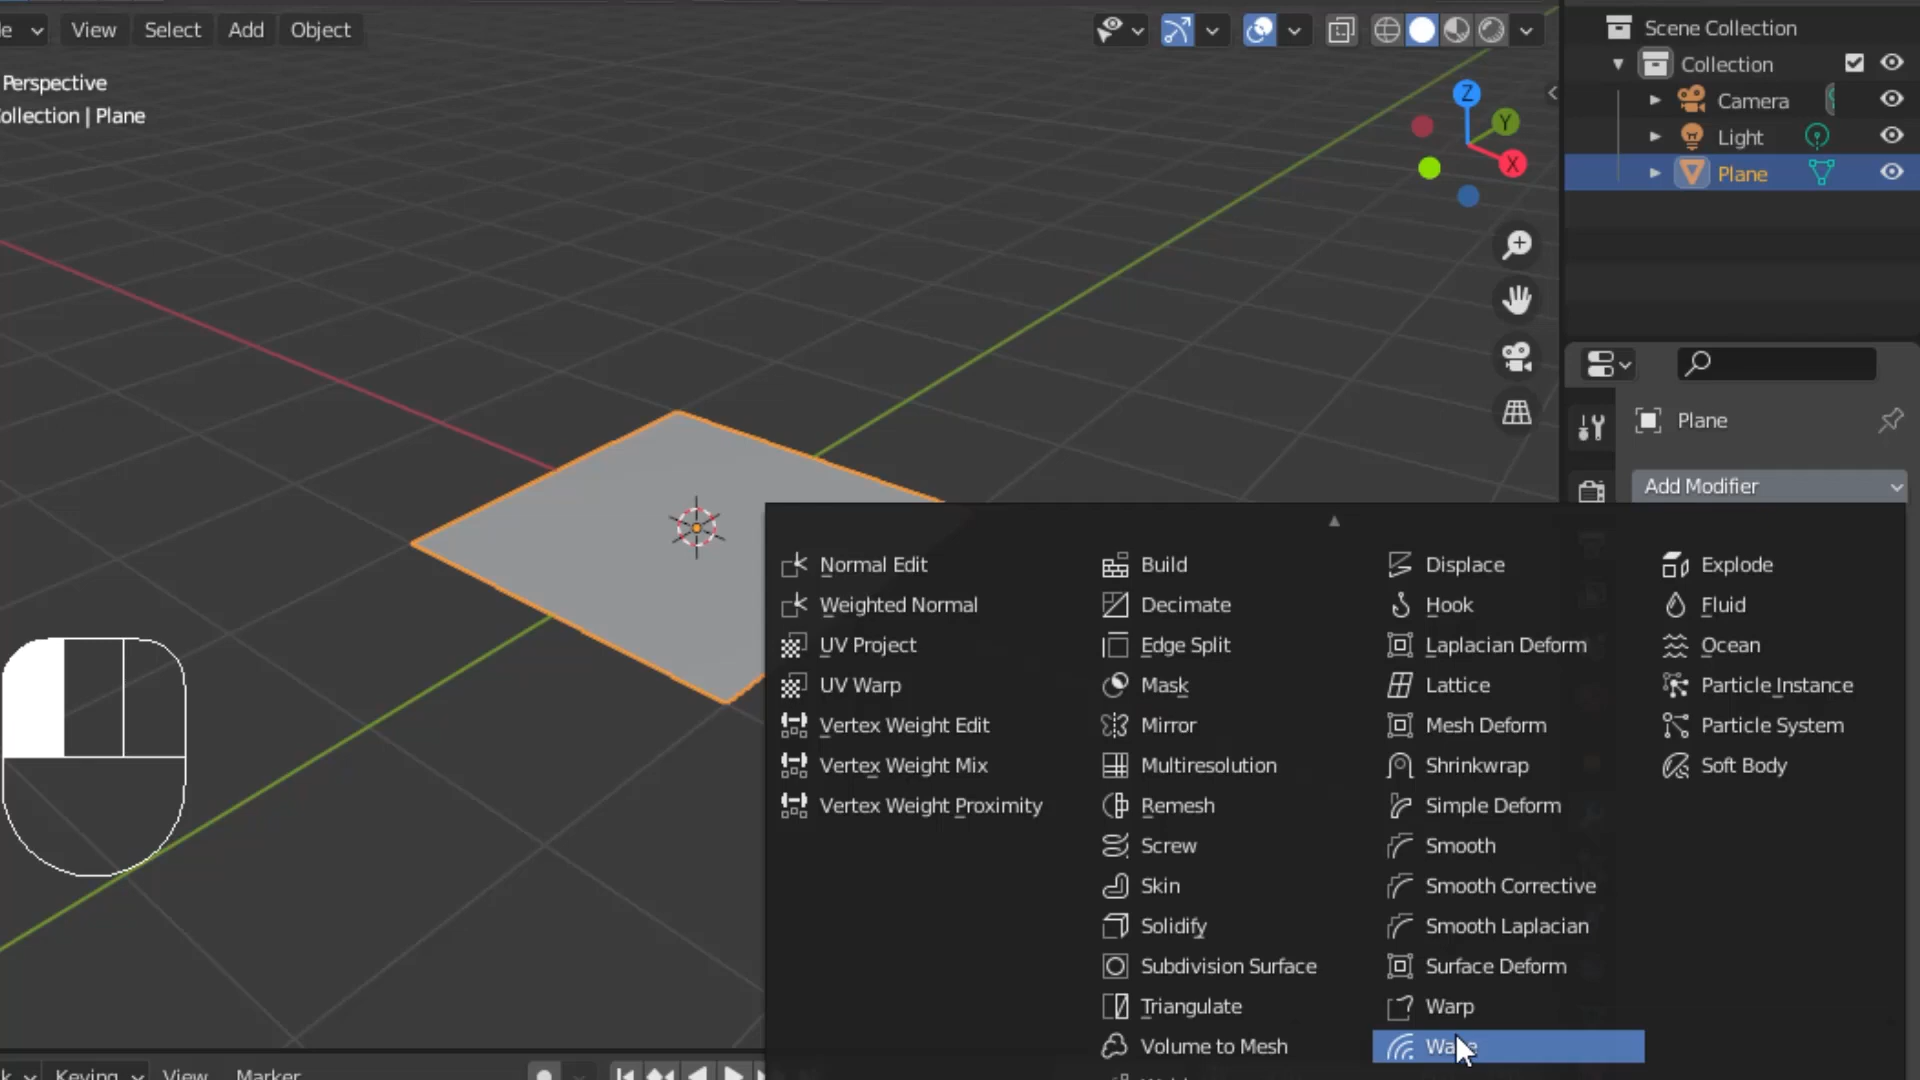 View Select Add Object
Perspective
ollection | Plane
Z
Y
X
Scene Collection
Collection
Camera
Light
Plane
Plane
Add Modifier
Normal Edit
Weighted Normal
UV Project
UV Warp
Vertex Weight Edit
Vertex Weight Mix
Vertex Weight Proximity
Build
Decimate
Edge Split
Mask
Mirror
Multiresolution
Remesh
Screw
Skin
Solidify
Subdivision Surface
Triangulate
Volume to Mesh
Displace
Hook
Laplacian Deform
Lattice
Mesh Deform
Shrinkwrap
Simple Deform
Smooth
Smooth Corrective
Smooth Laplacian
Surface Deform
Warp
Wave
Explode
Fluid
Ocean
Particle Instance
Particle System
Soft Body
Keying View Marker